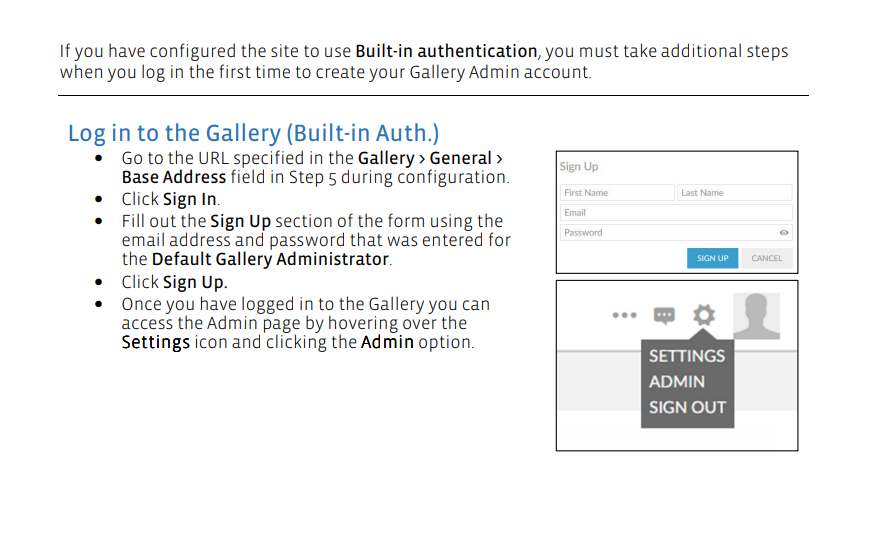 If you have configured the site to use Built-in authentication, you must take additional steps
when you log in the first time to create your Gallery Admin account.
Log in to the Gallery (Built-in Auth.)
• Go to the URL specified in the Gallery > General >
Base Address field in Step 5 during configuration.
• Click Sign In.
• Fill out the Sign Up section of the form using the
email address and password that was entered for
the Default Gallery Administrator.
• Click Sign Up.
• Once you have logged in to the Gallery you can
access the Admin page by hovering over the
Settings icon and clicking the Admin option.
Sign Up
First Name Last Name
Email
Password
SIGN UP CANCEL
SETTINGS
ADMIN
SIGN OUT